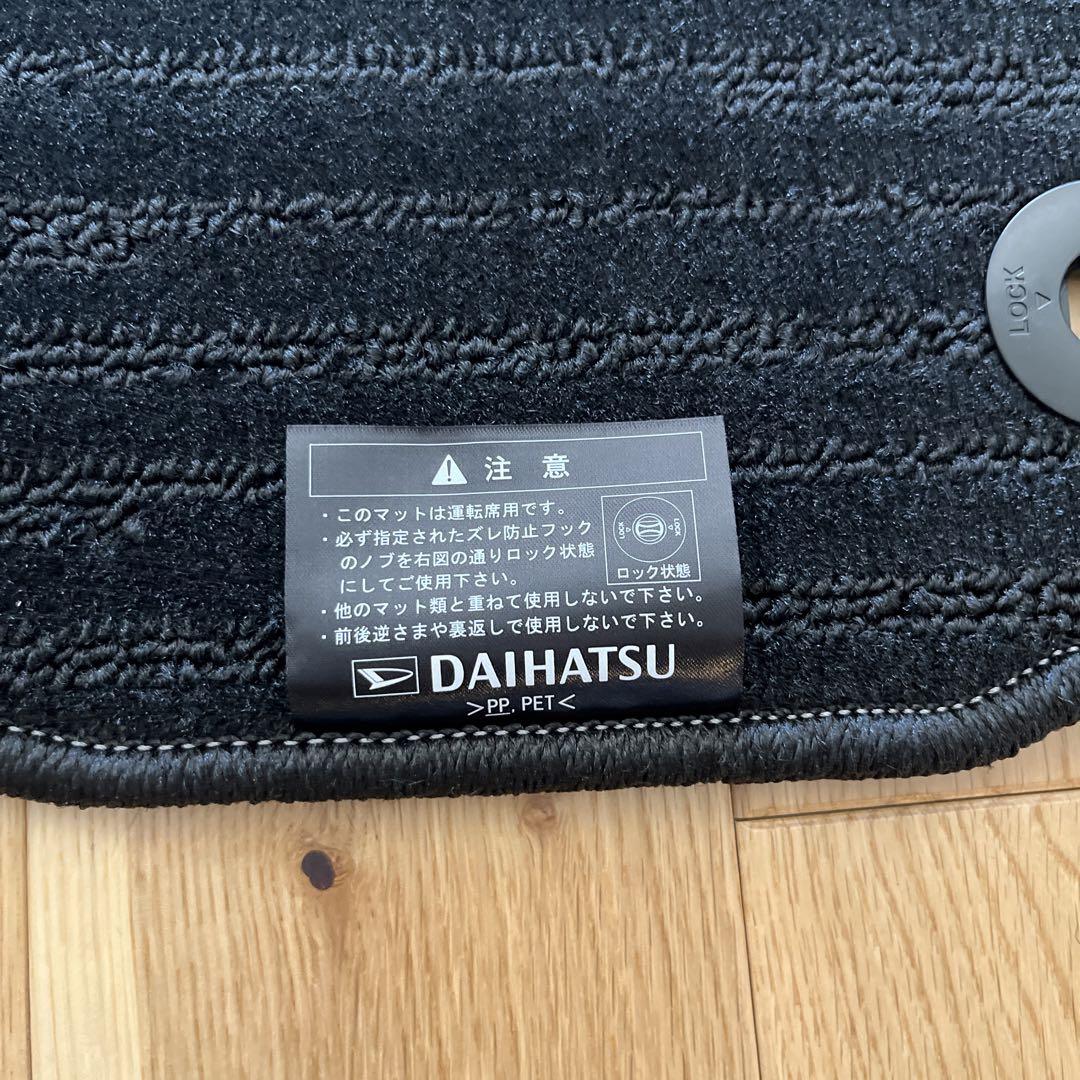 注 意
・このマットは運転席用です。
・必ず指定されたズレ防止フック
のノブを右図の通りロック状態
にしてご使用下さい。
LOCK
LOCK
ロック状態
・他のマット類と重ねて使用しないで下さい。
・前後逆さまや裏返しで使用しないで下さい。
DAIHATSU
>PP, PET<
LOCK